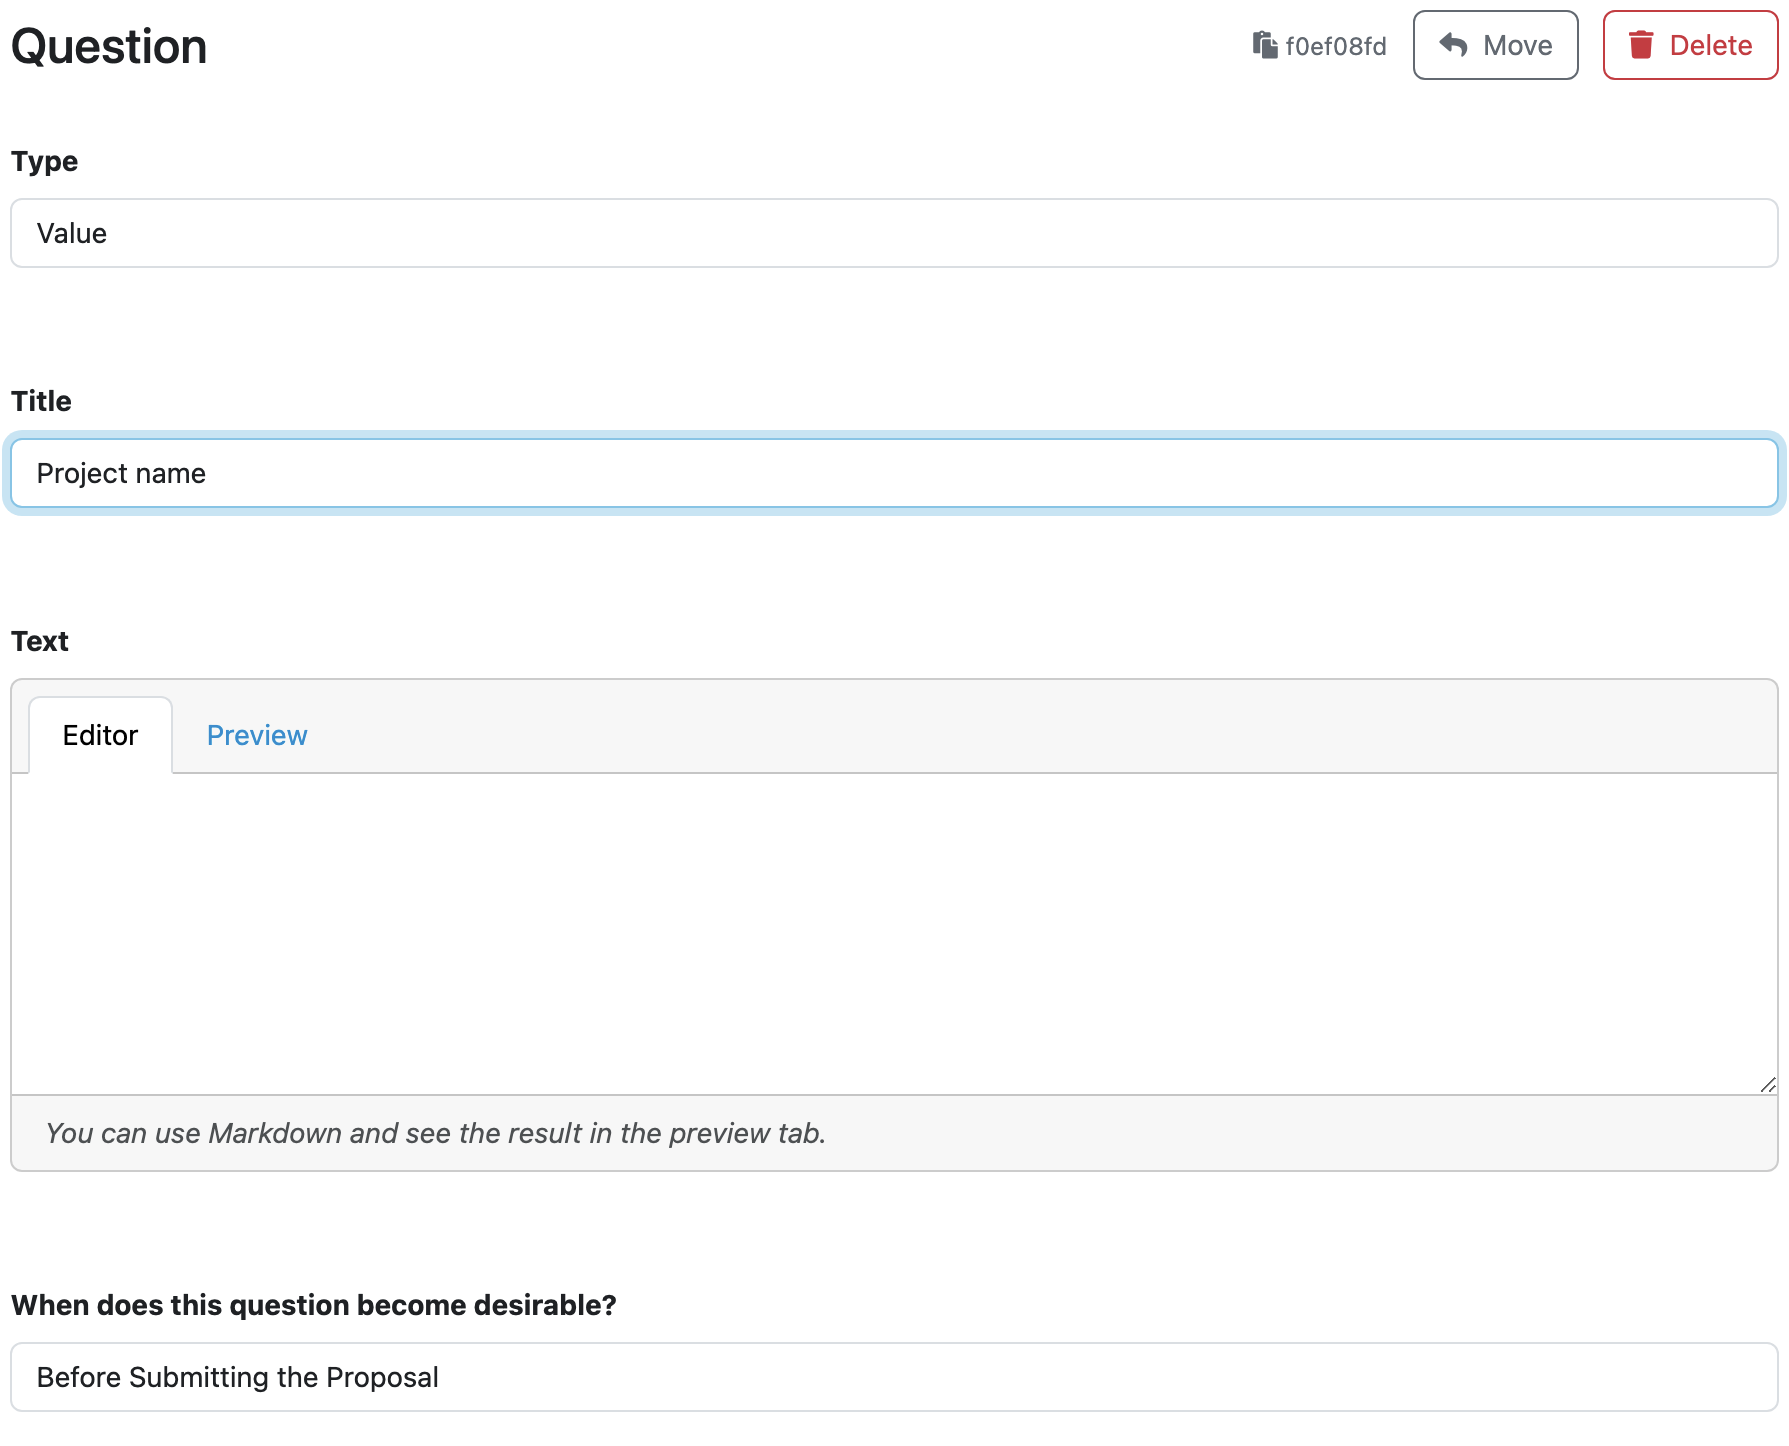 Question
f0ef08fd
Move
Delete
Type
Value
Title
Project name
Text
Editor
Preview
You can use Markdown and see the result in the preview tab.
When does this question become desirable?
Before Submitting the Proposal